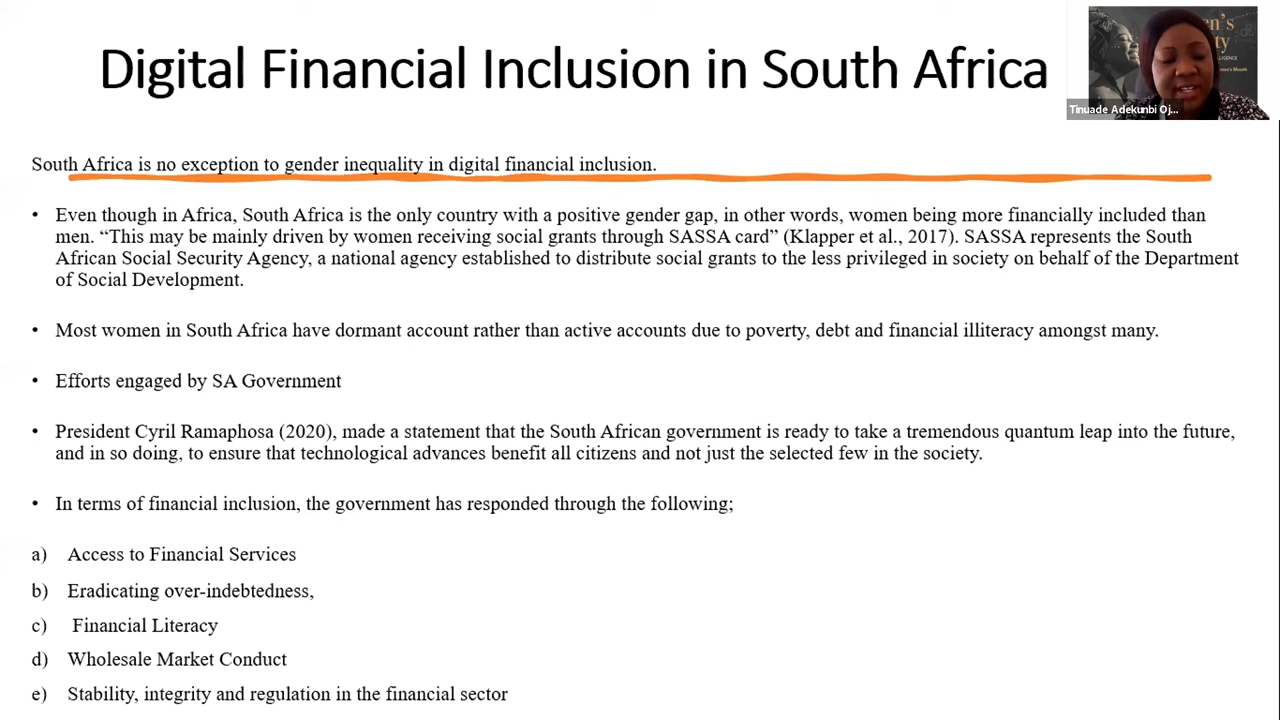 Digital Financial Inclusion in South Africa
n's
ty
LLIGENCE
omen's Month
Tinuade Adekunbi Oj...
South Africa is no exception to gender inequality in digital financial inclusion.
• Even though in Africa, South Africa is the only country with a positive gender gap, in other words, women being more financially included than
men. “This may be mainly driven by women receiving social grants through SASSA card” (Klapper et al., 2017). SASSA represents the South
African Social Security Agency, a national agency established to distribute social grants to the less privileged in society on behalf of the Department
of Social Development.
• Most women in South Africa have dormant account rather than active accounts due to poverty, debt and financial illiteracy amongst many.
• Efforts engaged by SA Government
• President Cyril Ramaphosa (2020), made a statement that the South African government is ready to take a tremendous quantum leap into the future,
and in so doing, to ensure that technological advances benefit all citizens and not just the selected few in the society.
• In terms of financial inclusion, the government has responded through the following;
a) Access to Financial Services
b) Eradicating over-indebtedness,
c) Financial Literacy
d) Wholesale Market Conduct
e) Stability, integrity and regulation in the financial sector